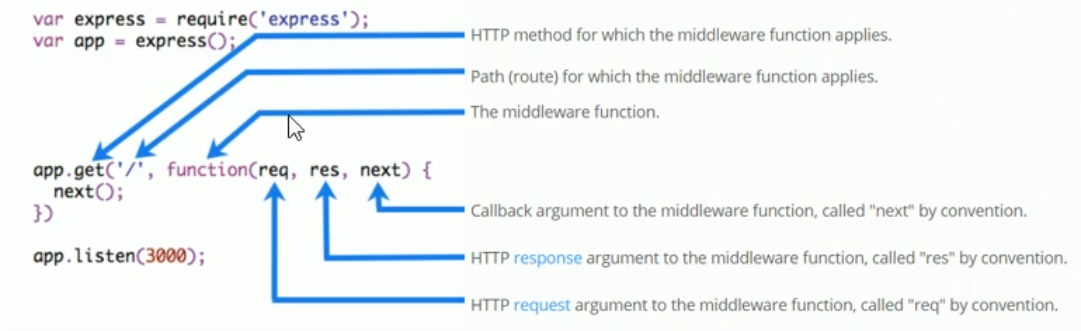 var express = require('express');
var app = express();
HTTP method for which the middleware function applies.
Path (route) for which the middleware function applies.
The middleware function.
app.get('/', function(req, res, next) {
next();
})
Callback argument to the middleware function, called "next" by convention.
app.listen(3000);
HTTP response argument to the middleware function, called "res" by convention.
HTTP request argument to the middleware function, called "req" by convention.